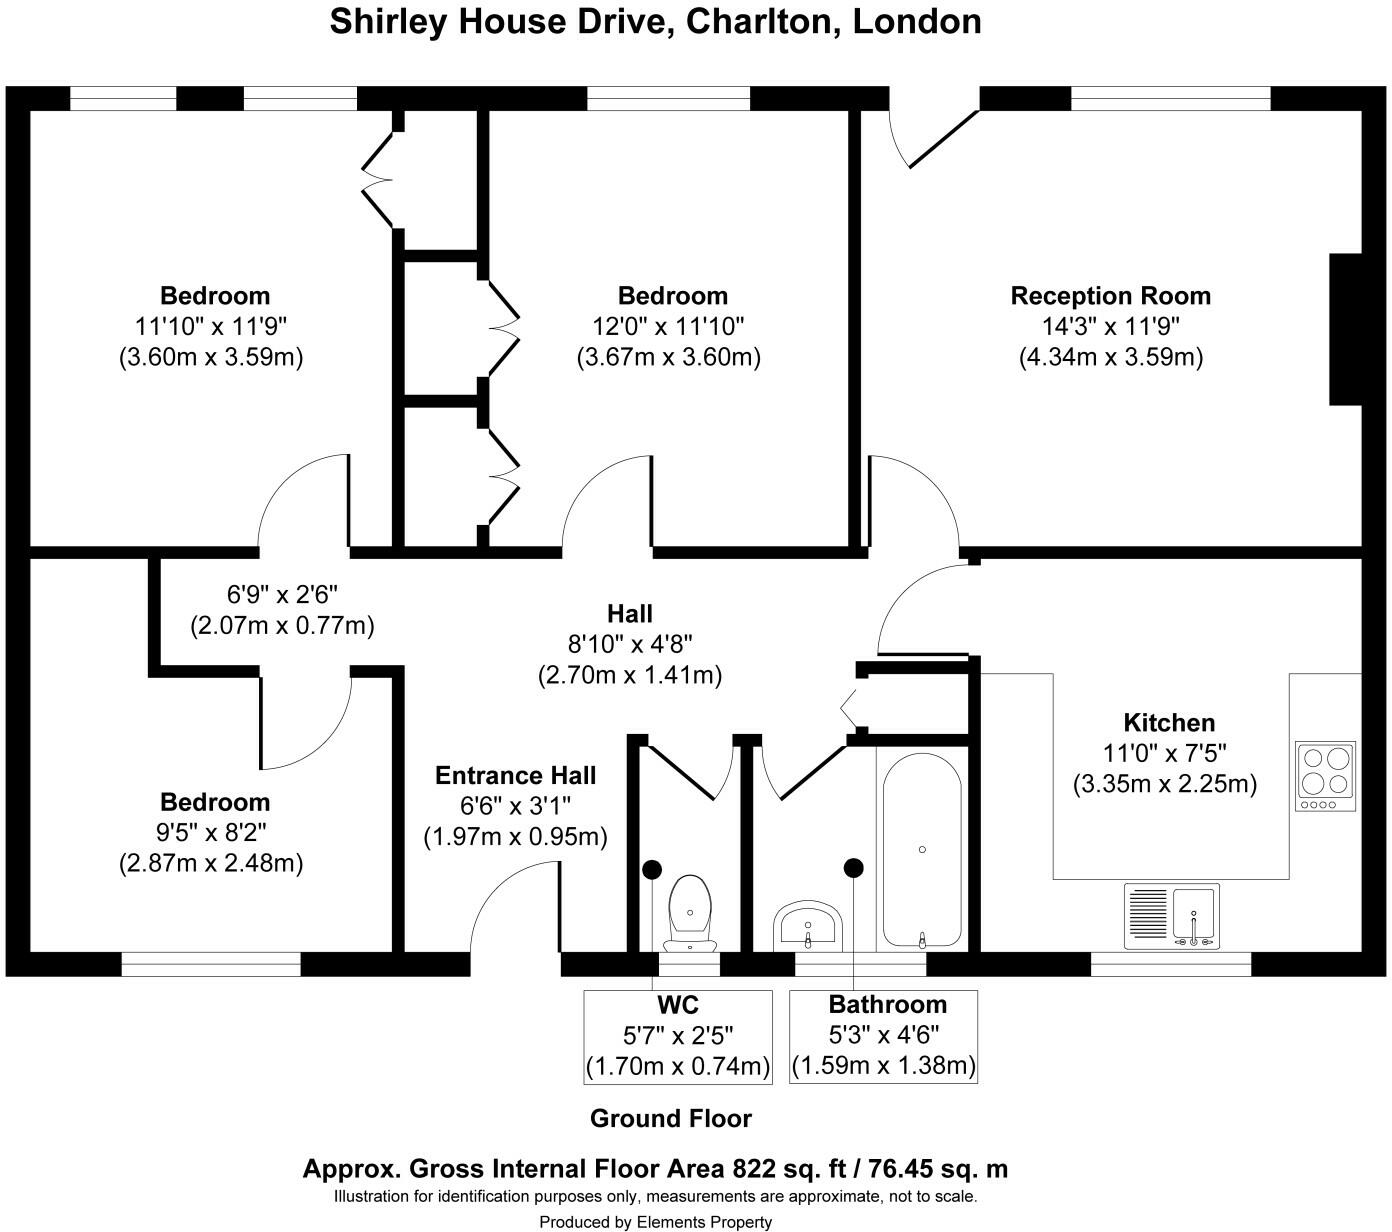 Shirley House Drive, Charlton, London
Bedroom
11'10" x 11'9"
(3.60m x 3.59m)
Bedroom
12'0" x 11'10"
(3.67m x 3.60m)
Reception Room
14'3" x 11'9"
(4.34m x 3.59m)
6'9" x 2'6"
(2.07m x 0.77m)
Hall
8'10" x 4'8"
(2.70m x 1.41m)
Kitchen
11'0" x 7'5"
(3.35m x 2.25m)
Entrance Hall
6'6" x 3'1"
(1.97m x 0.95m)
Bedroom
9'5" x 8'2"
(2.87m x 2.48m)
WC
5'7" x 2'5"
(1.70m x 0.74m)
Bathroom
5'3" x 4'6"
(1.59m x 1.38m)
Ground Floor
Approx. Gross Internal Floor Area 822 sq. ft / 76.45 sq. m
Illustration for identification purposes only, measurements are approximate, not to scale.
Produced by Elements Property